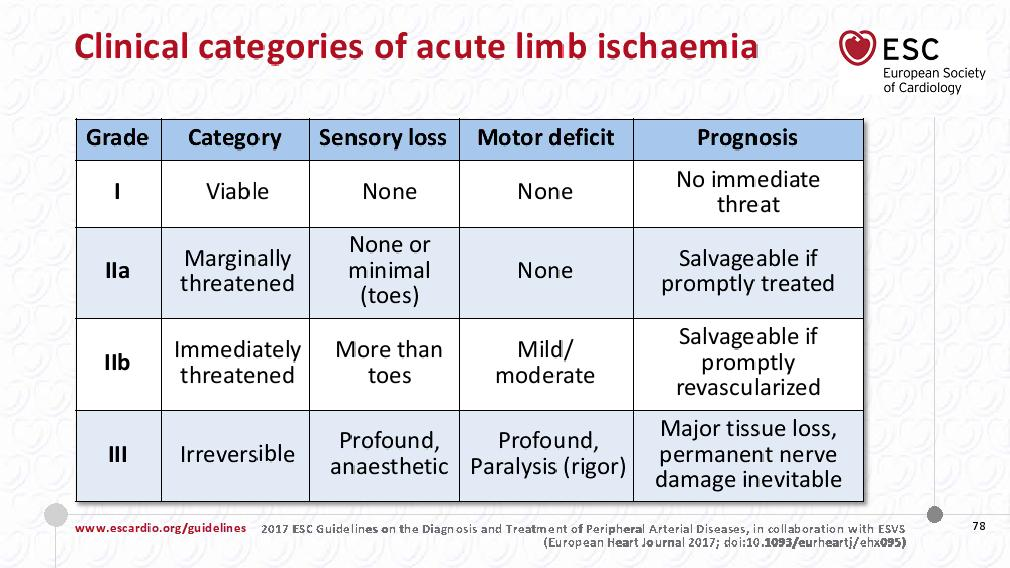 Clinical categories of acute limb ischaemia
ESC
European Society
of Cardiology
Grade Category Sensory loss Motor deficit Prognosis
I Viable None None No immediate
threat
IIa Marginally
threatened None or
minimal
(toes) None Salvageable if
promptly treated
IIb Immediately
threatened More than
toes Mild/
moderate Salvageable if
promptly
revascularized
III Irreversible Profound,
anaesthetic Profound,
Paralysis (rigor) Major tissue loss,
permanent nerve
damage inevitable
www.escardio.org/guidelines 2017 ESC Guidelines on the Diagnosis and Treatment of Peripheral Arterial Diseases, in collaboration with ESVS
(European Heart Journal 2017; doi:10.1093/eurheartj/ehx095)
78